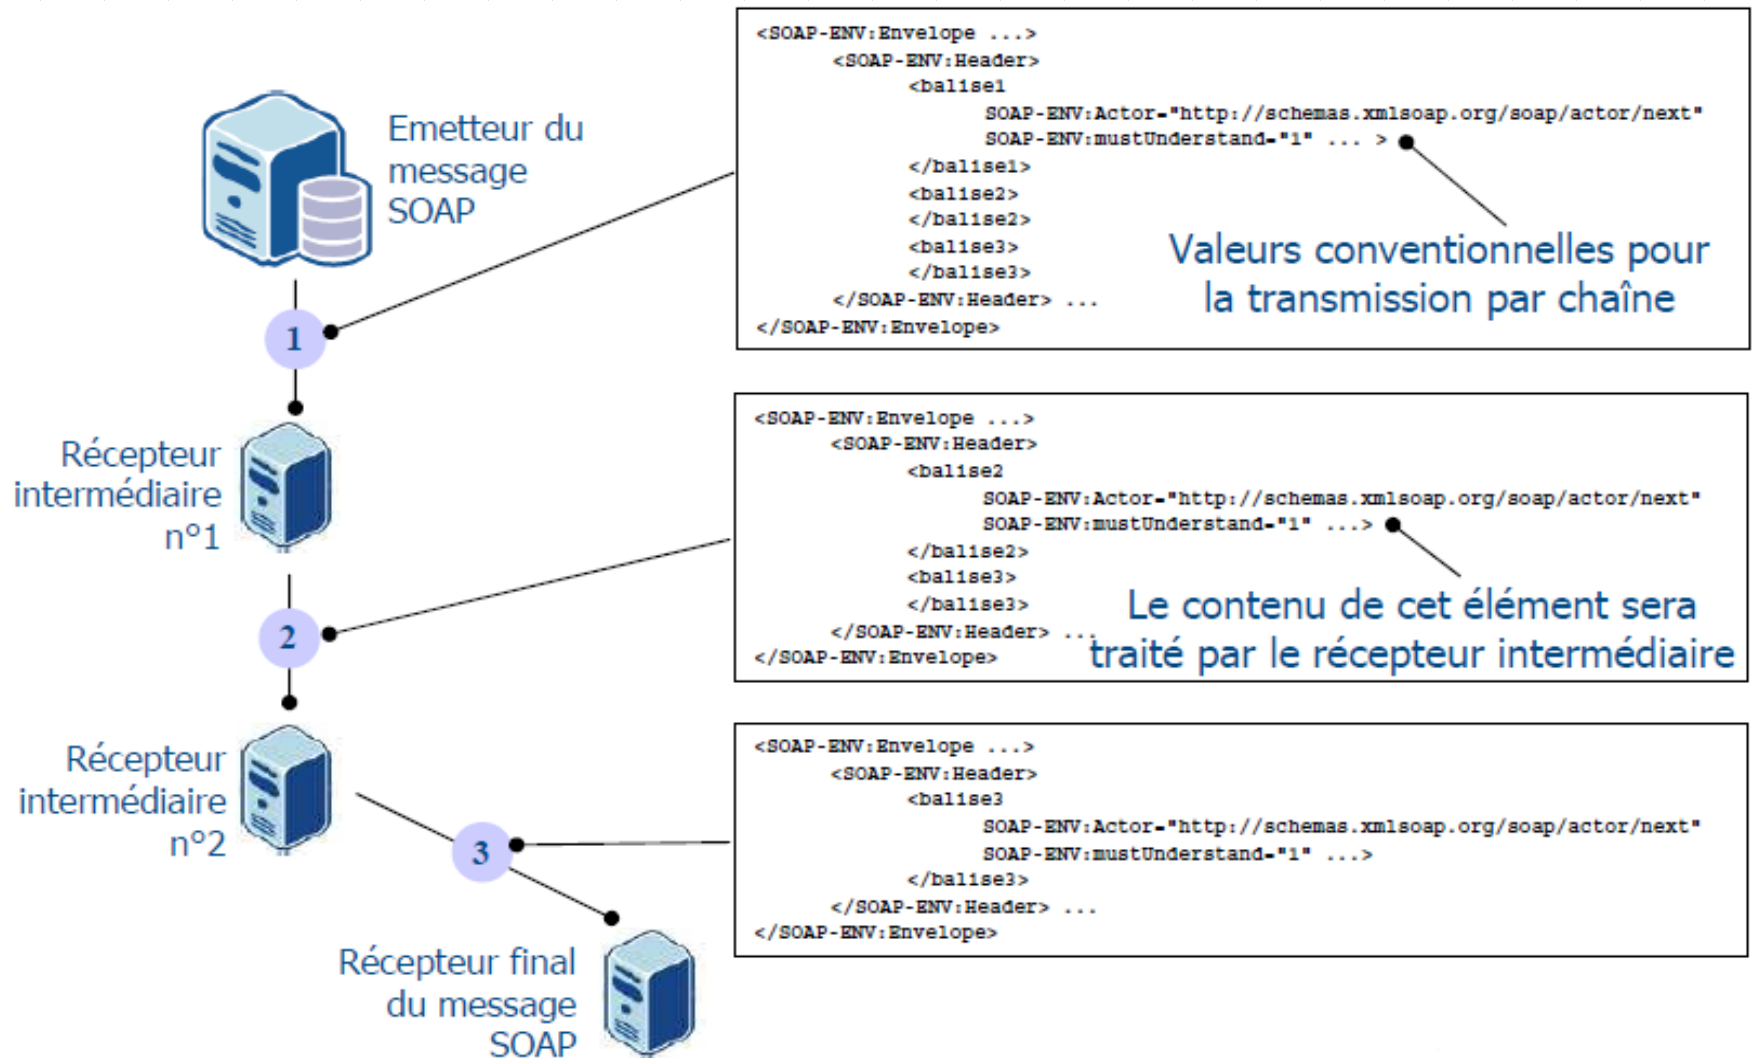 Emetteur du
message
SOAP
<SOAP-ENV:Envelope ...>
<SOAP-ENV:Header>
<balise1
SOAP-ENV:Actor="http://schemas.xmlsoap.org/soap/actor/next"
SOAP-ENV:mustUnderstand="1" ... >
</balise1>
<balise2>
</balise2>
<balise3>
</balise3>
</SOAP-ENV:Header> ...
</SOAP-ENV:Envelope>
Valeurs conventionnelles pour
la transmission par chaîne
1
Récepteur
intermédiaire
n°1
<SOAP-ENV:Envelope ...>
<SOAP-ENV:Header>
<balise2
SOAP-ENV:Actor="http://schemas.xmlsoap.org/soap/actor/next"
SOAP-ENV:mustUnderstand="1" ...>
</balise2>
<balise3>
</balise3>
</SOAP-ENV:Header> ...
</SOAP-ENV:Envelope>
Le contenu de cet élément sera
traité par le récepteur intermédiaire
2
Récepteur
intermédiaire
n°2
<SOAP-ENV:Envelope ...>
<SOAP-ENV:Header>
<balise3
SOAP-ENV:Actor="http://schemas.xmlsoap.org/soap/actor/next"
SOAP-ENV:mustUnderstand="1" ...>
</balise3>
</SOAP-ENV:Header> ...
</SOAP-ENV:Envelope>
3
Récepteur final
du message
SOAP